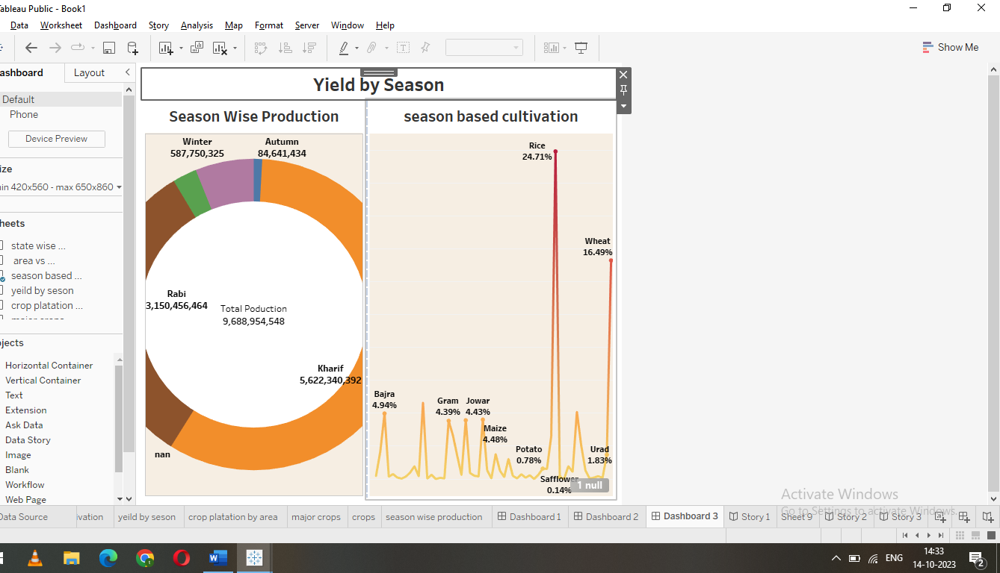 ableau Public - Book1
Data Worksheet Dashboard Story Analysis Map Format Server Window Help
Show Me
ashboard Layout
Default
Phone
Device Preview
ize
in 420x560 - max 650x860
heets
state wise ...
area vs ...
season based ...
yeild by seson
crop platation ...
jects
Horizontal Container
Vertical Container
Text
Extension
Ask Data
Data Story
Image
Blank
Workflow
Web Page
Yield by Season
Season Wise Production
Winter
587,750,325
Autumn
84,641,434
Rabi
3,150,456,464
Total Poduction
9,688,954,548
Kharif
5,622,340,392
nan
season based cultivation
Rice
24.71%
Wheat
16.49%
Bajra
4.94%
Gram
4.39%
Jowar
4.43%
Maize
4.48%
Potato
0.78%
Urad
1.83%
Safflower
0.14%
1 null
Activate Windows
Go to Settings to activate Windows.
Data Source ivation yeild by seson crop platation by area major crops crops season wise production Dashboard 1 Dashboard 2 Dashboard 3 Story 1 Sheet 9 Story 2 Story 3
ENG
14:33
14-10-2023
2